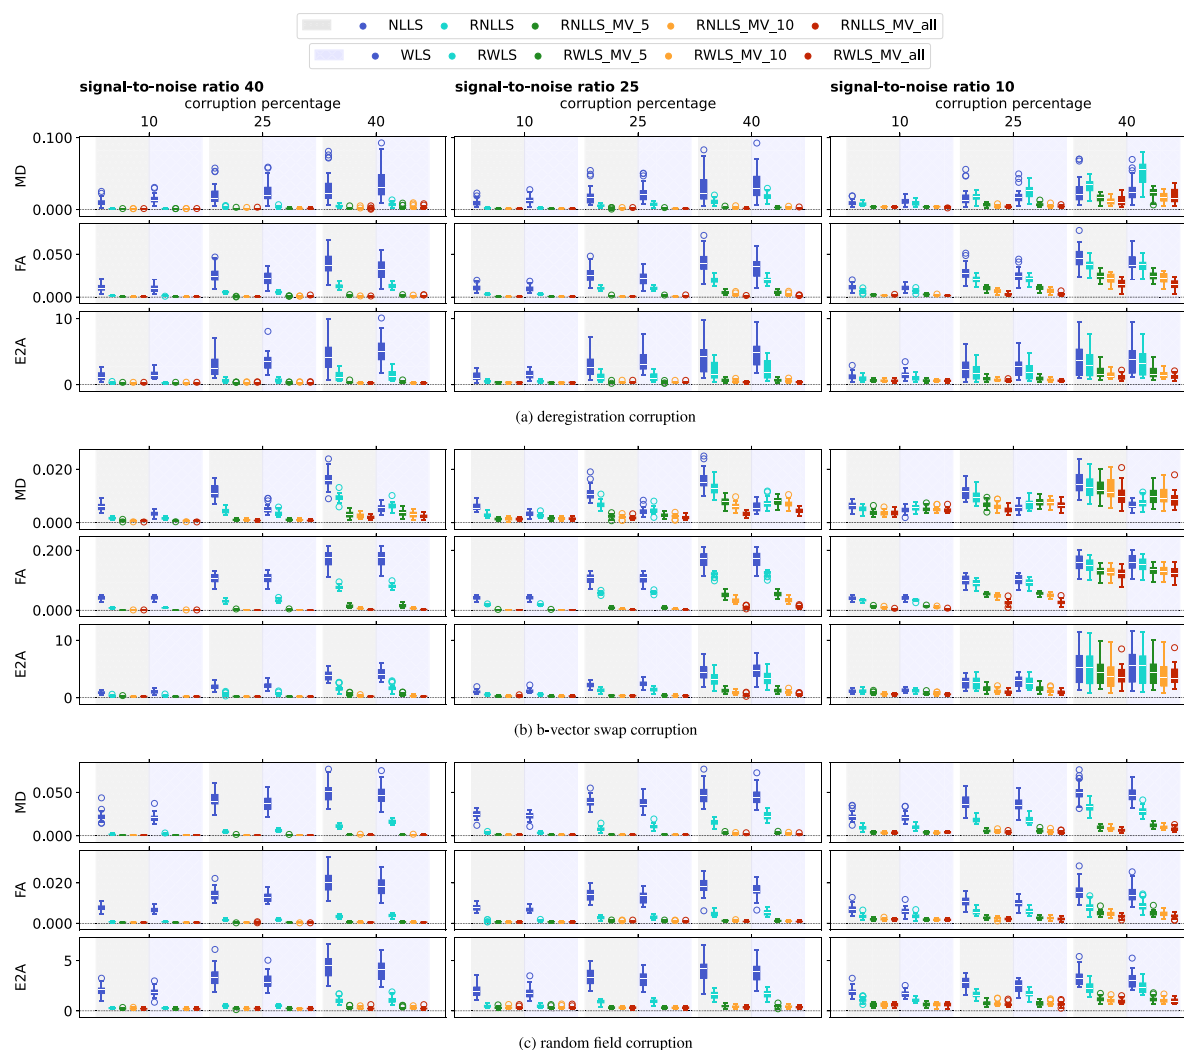 NLLS RNLLS RNLLS_MV_5 RNLLS_MV_10 RNLLS_MV_all
WLS RWLS RWLS_MV_5 RWLS_MV_10 RWLS_MV_all
signal-to-noise ratio 40 signal-to-noise ratio 25 signal-to-noise ratio 10
corruption percentage corruption percentage corruption percentage
10 25 40 10 25 40 10 25 40
MD 0.100 0.000
FA 0.050 0.000
E2A 10 0
(a) deregistration corruption
MD 0.020 0.000
FA 0.200 0.000
E2A 10 0
(b) b-vector swap corruption
MD 0.050 0.000
FA 0.020 0.000
E2A 5 0
(c) random field corruption